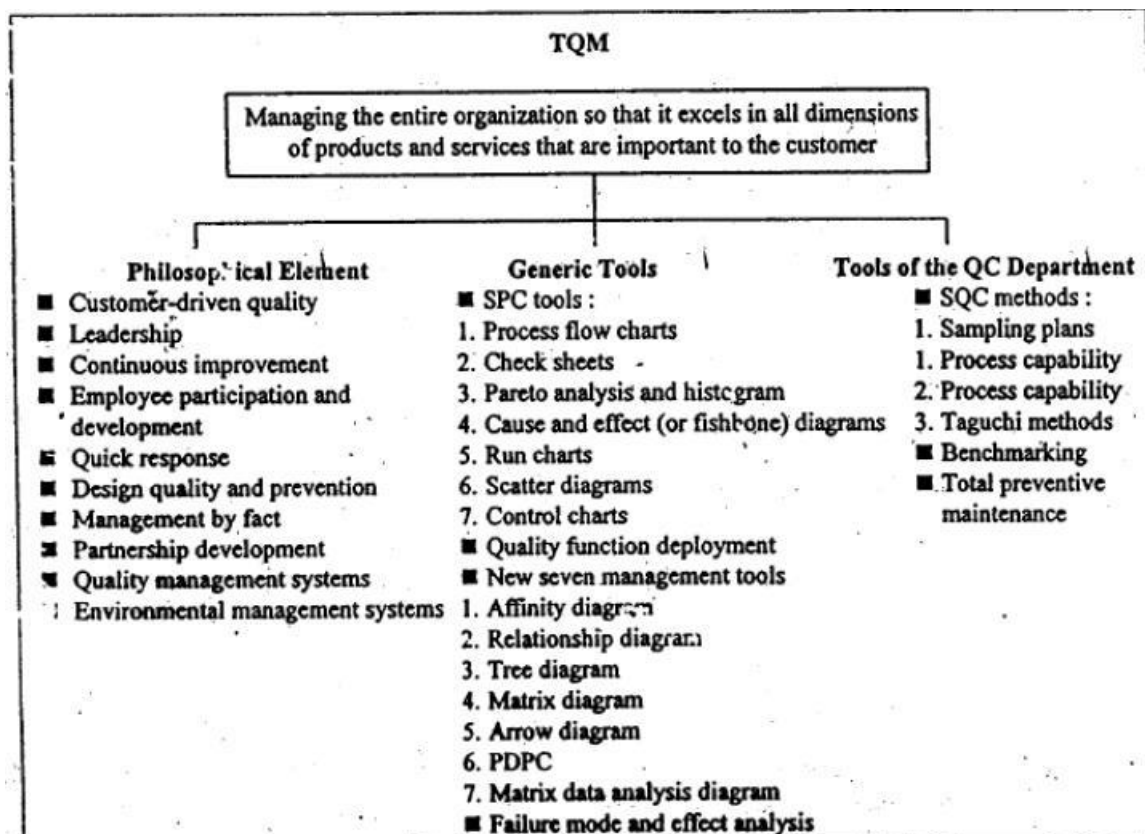 TQM
Managing the entire organization so that it excels in all dimensions
of products and services that are important to the customer
Philosophical Element
■ Customer-driven quality
■ Leadership
■ Continuous improvement
■ Employee participation and
development
■ Quick response
■ Design quality and prevention
■ Management by fact
■ Partnership development
■ Quality management systems
Environmental management systems
Generic Tools
■ SPC tools :
1. Process flow charts
2. Check sheets
3. Pareto analysis and histogram
4. Cause and effect (or fishbone) diagrams
5. Run charts
6. Scatter diagrams
7. Control charts
■ Quality function deployment
■ New seven management tools
1. Affinity diagram
2. Relationship diagram
3. Tree diagram
4. Matrix diagram
5. Arrow diagram
6. PDPC
7. Matrix data analysis diagram
■ Failure mode and effect analysis
Tools of the QC Department
■ SQC methods :
1. Sampling plans
1. Process capability
2. Process capability
3. Taguchi methods
■ Benchmarking
■ Total preventive
maintenance